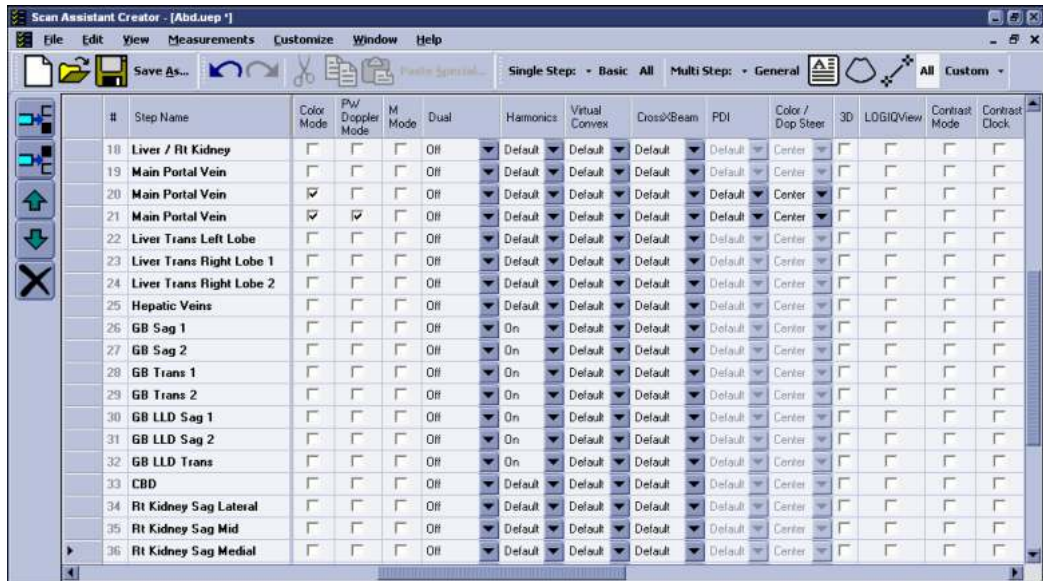 Scan Assistant Creator - [Abd.uep *]
File Edit View Measurements Customize Window Help
Save As... Paste Special... Single Step: Basic All Multi Step: General All Custom
# Step Name Color Mode PW Doppler Mode M Mode Dual Harmonics Virtual Convex CrossXBeam PDI Color / Dop Steer 3D LOGIQView Contrast Mode Contrast Clock
18 Liver / Rt Kidney Off Default Default Default Default Center
19 Main Portal Vein Off Default Default Default Default Center
20 Main Portal Vein Off Default Default Default Default Center
21 Main Portal Vein Off Default Default Default Default Center
22 Liver Trans Left Lobe Off Default Default Default Default Center
23 Liver Trans Right Lobe 1 Off Default Default Default Default Center
24 Liver Trans Right Lobe 2 Off Default Default Default Default Center
25 Hepatic Veins Off Default Default Default Default Center
26 GB Sag 1 Off On Default Default Default Center
27 GB Sag 2 Off On Default Default Default Center
28 GB Trans 1 Off On Default Default Default Center
29 GB Trans 2 Off On Default Default Default Center
30 GB LLD Sag 1 Off On Default Default Default Center
31 GB LLD Sag 2 Off On Default Default Default Center
32 GB LLD Trans Off On Default Default Default Center
33 CBD Off Default Default Default Default Center
34 Rt Kidney Sag Lateral Off Default Default Default Default Center
35 Rt Kidney Sag Mid Off Default Default Default Default Center
36 Rt Kidney Sag Medial Off Default Default Default Default Center